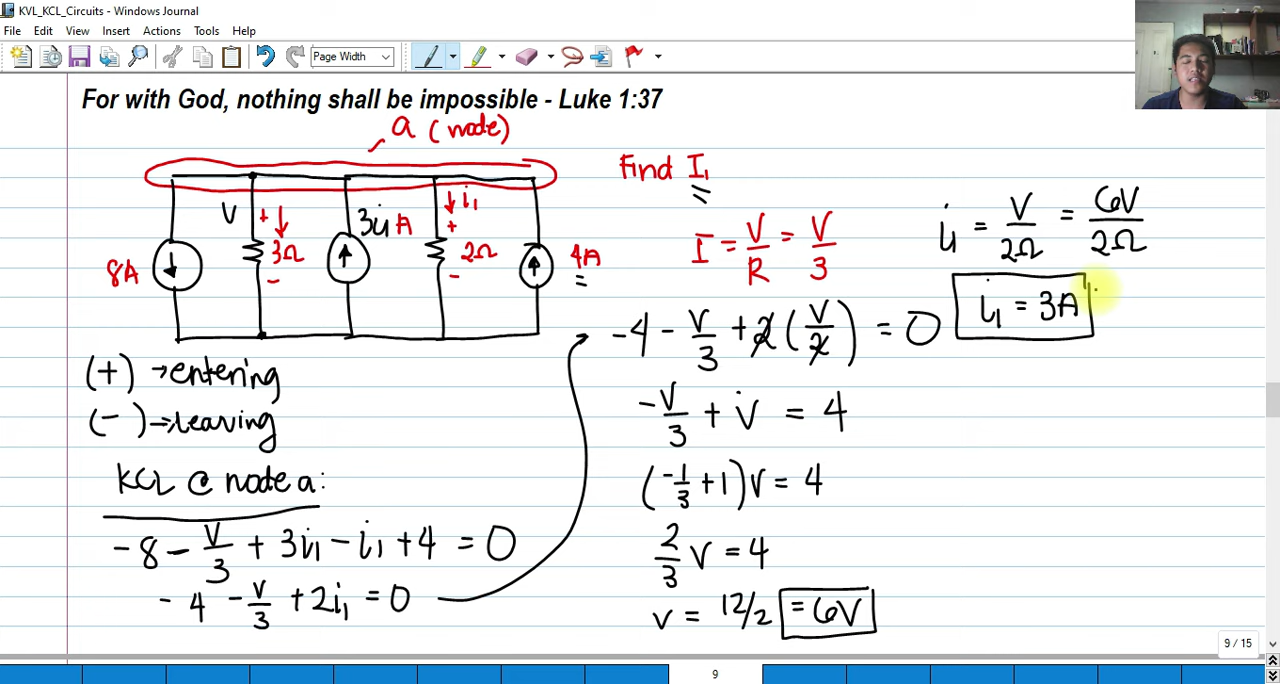 KVL_KCL_Circuits - Windows Journal
File Edit View Insert Actions Tools Help
Page Width
For with God, nothing shall be impossible - Luke 1:37
a (node)
Find I₁
8A
V + - 3Ω
3i₁ A
i₁ + - 2Ω
4A
I = V/R = V/3
i₁ = V/2Ω = 6V/2Ω
i₁ = 3A
(+) → entering
(-) → leaving
KCL @ node a:
-8 - V/3 + 3i₁ - i₁ + 4 = 0
-4 - V/3 + 2i₁ = 0
-4 - V/3 + 2(V/2) = 0
-V/3 + V = 4
(-1/3 + 1)V = 4
2/3 V = 4
V = 12/2 = 6V
9 / 15
9